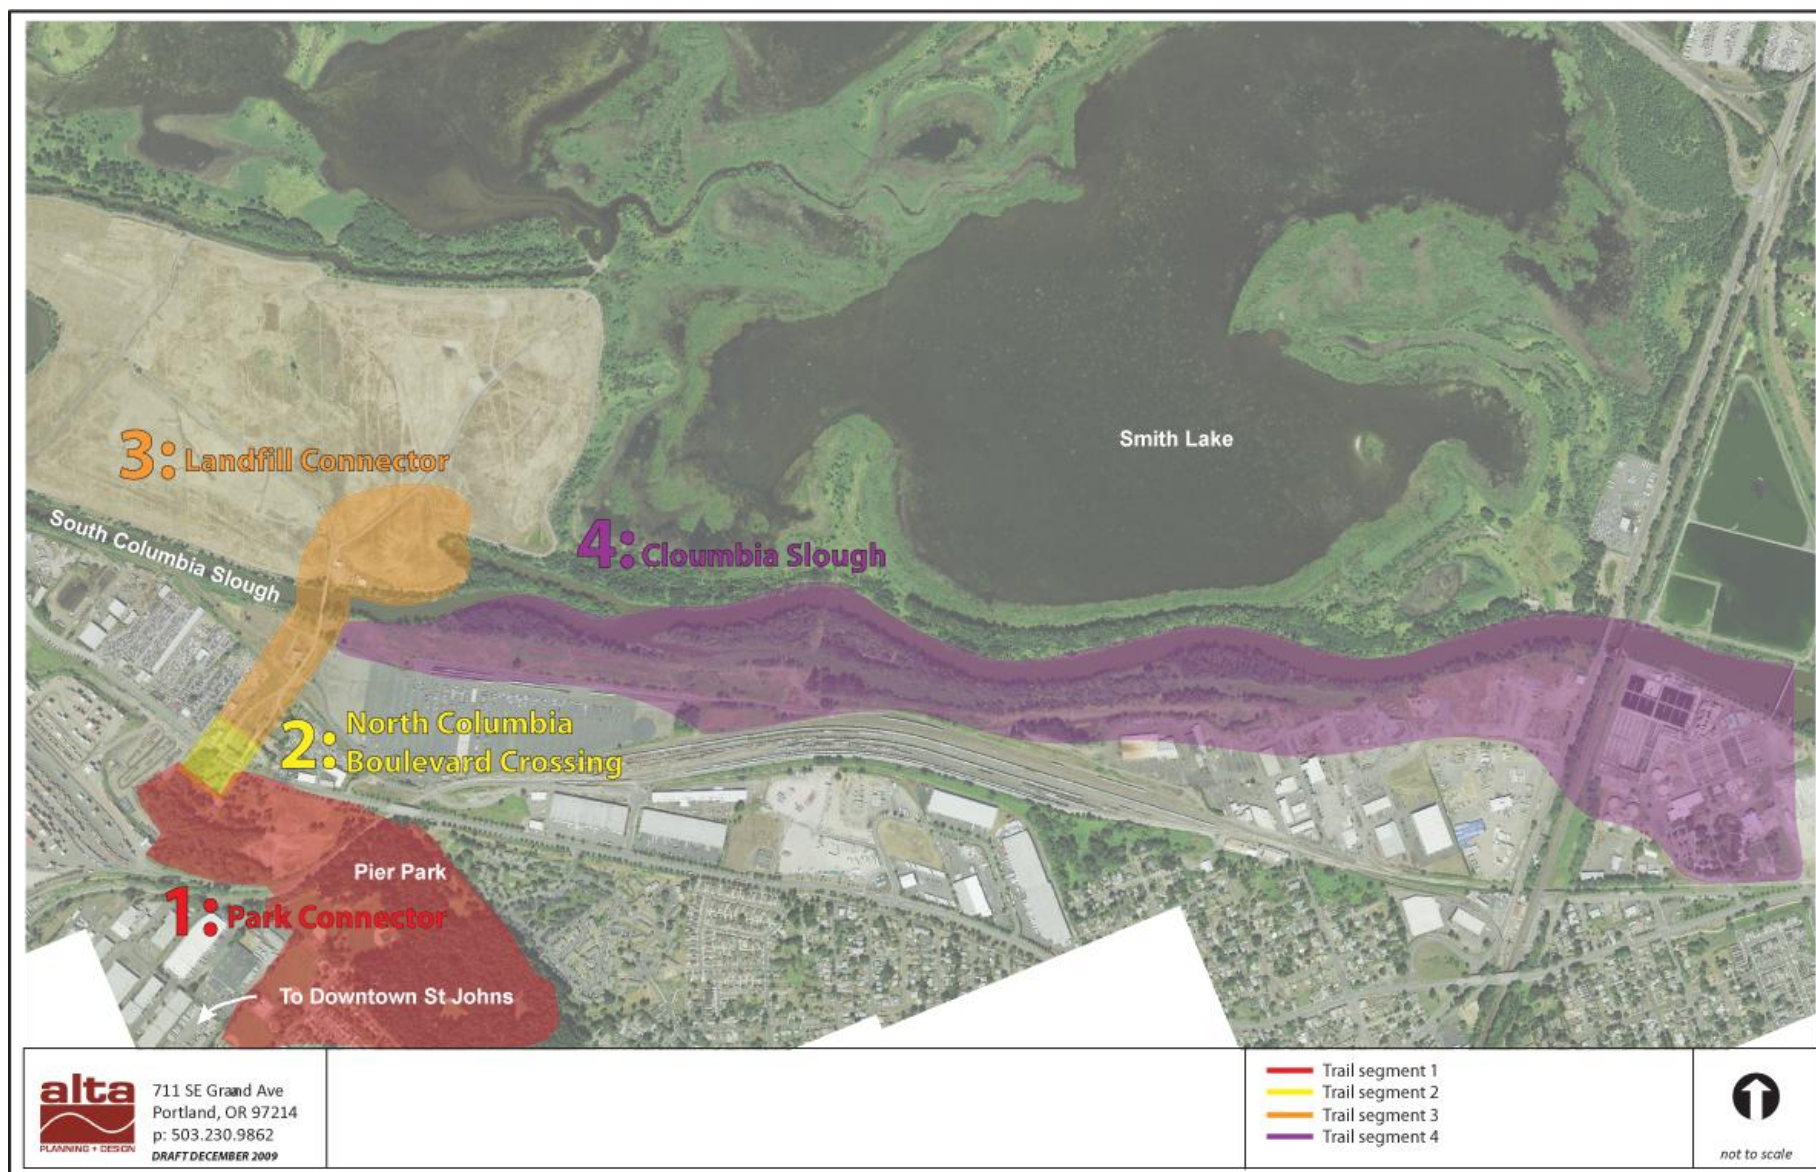 Smith Lake
3: Landfill Connector
South Columbia Slough
4: Cloumbia Slough
2: North Columbia
Boulevard Crossing
Pier Park
1: Park Connector
To Downtown St Johns
alta
PLANNING + DESIGN
711 SE Graand Ave
Portland, OR 97214
p: 503.230.9862
DRAFT DECEMBER 2009
Trail segment 1
Trail segment 2
Trail segment 3
Trail segment 4
not to scale